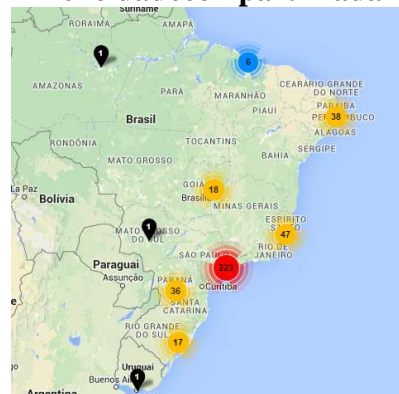 Suriname
RORAIMA
AMAPÁ
1
6
AMAZONAS
PARÁ
MARANHÃO
CEARÁ
RIO GRANDE
DO NORTE
PARAÍBA
PIAUÍ
38
Brasil
ALAGOAS
TOCANTINS
SERGIPE
RONDÔNIA
BAHIA
MATO GROSSO
La Paz
GOIÁS
18
Bolívia
MINAS GERAIS
1
MATO GROSSO
DO SUL
ESPÍRITO
47
SÃO PAULO
RIO DE
JANEIRO
Paraguai
223
Assunção
PARANÁ
36
Curitiba
SANTA
CATARINA
RIO GRANDE
DO SUL
17
Uruguai
1
Buenos Aires
Argentina